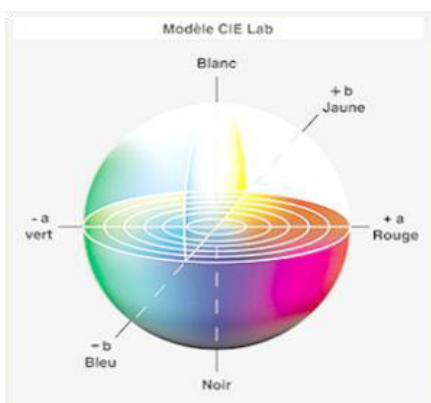 Modèle CIE Lab
Blanc
+ b
Jaune
- a
vert
+ a
Rouge
- b
Bleu
Noir